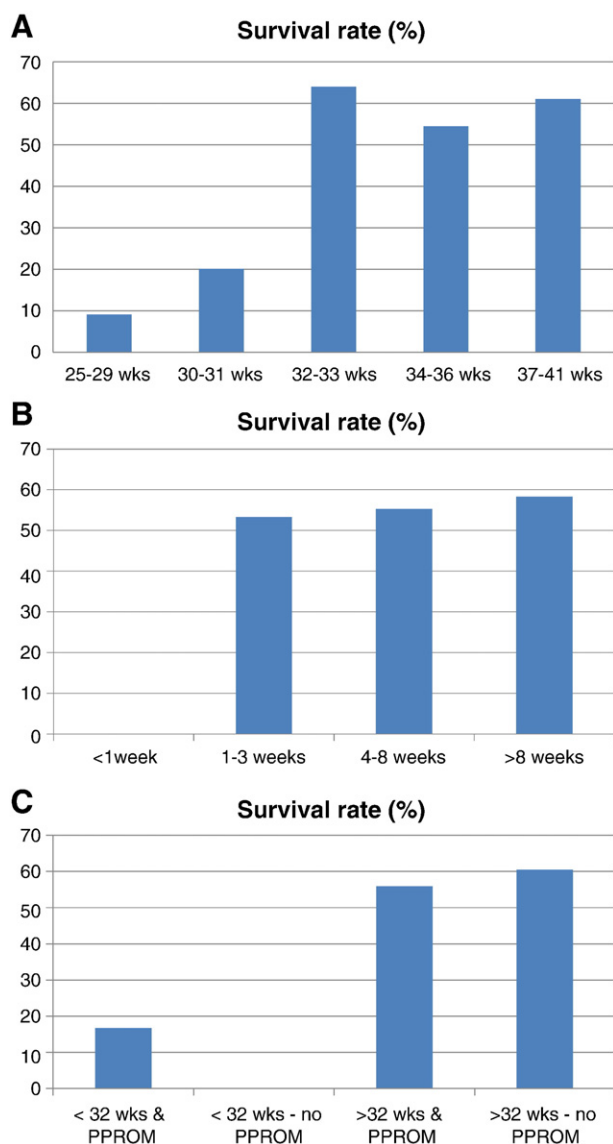 A
Survival rate (%)
70
60
50
40
30
20
10
0
25-29 wks 30-31 wks 32-33 wks 34-36 wks 37-41 wks
B
Survival rate (%)
70
60
50
40
30
20
10
0
<1week 1-3 weeks 4-8 weeks >8 weeks
C
Survival rate (%)
70
60
50
40
30
20
10
0
< 32 wks & < 32 wks - no >32 wks & >32 wks - no
PPROM PPROM PPROM PPROM